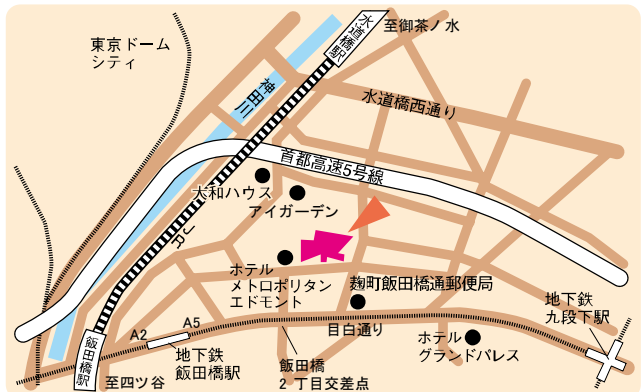 水道橋駅
至御茶ノ水
東京ドーム
シティ
神田川
水道橋西通り
首都高速5号線
大和ハウス
アイガーデン
JR
ホテル
メトロポリタン
エドモント
麹町飯田橋通郵便局
地下鉄
九段下駅
目白通り
A2
A5
飯田橋駅
地下鉄
飯田橋駅
至四ツ谷
飯田橋
2丁目交差点
ホテル
グランドパレス